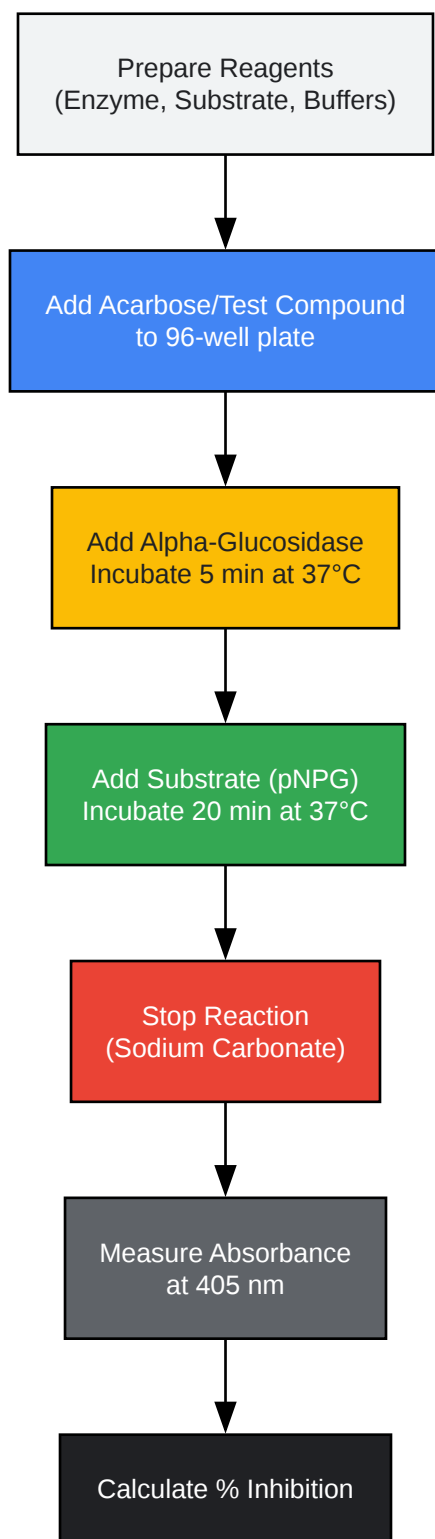 Prepare Reagents
(Enzyme, Substrate, Buffers)
Add Acarbose/Test Compound
to 96-well plate
Add Alpha-Glucosidase
Incubate 5 min at 37°C
Add Substrate (pNPG)
Incubate 20 min at 37°C
Stop Reaction
(Sodium Carbonate)
Measure Absorbance
at 405 nm
Calculate % Inhibition